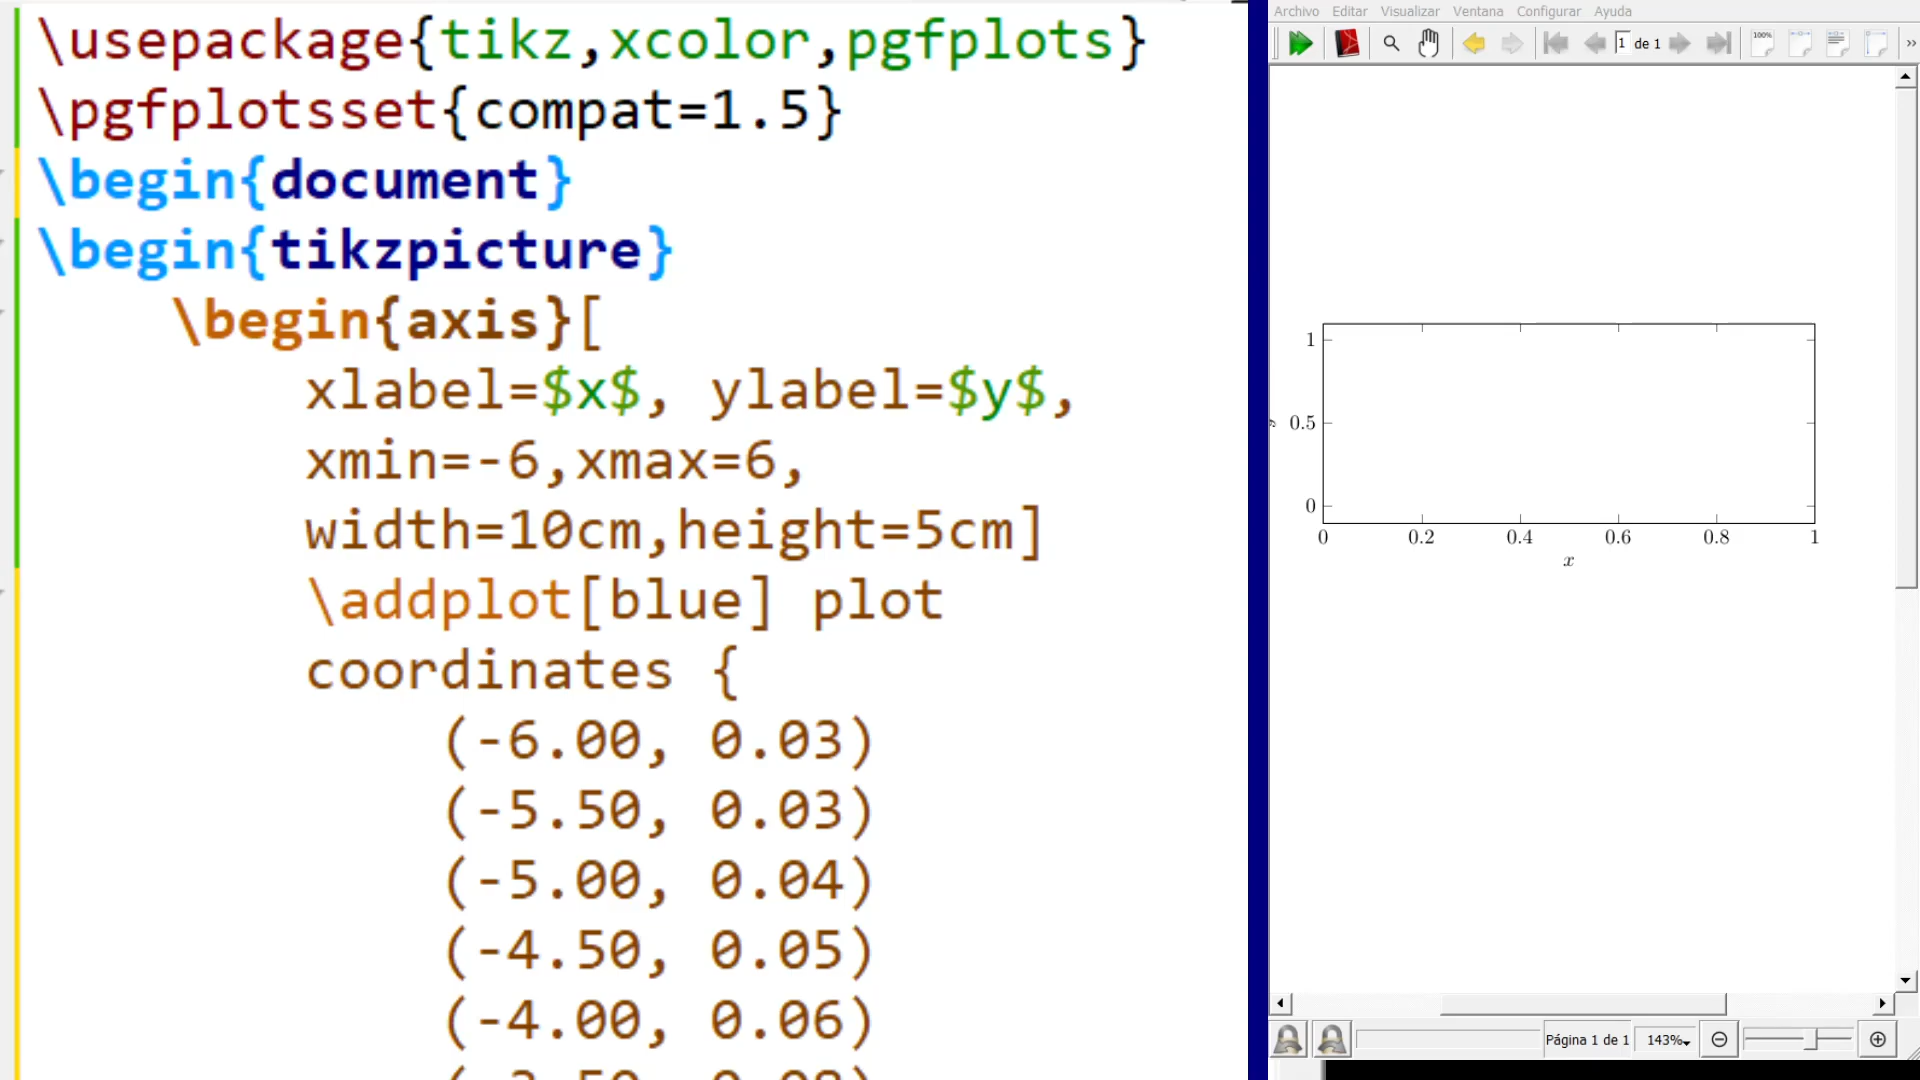 \usepackage{tikz,xcolor,pgfplots}
\pgfplotsset{compat=1.5}
\begin{document}
\begin{tikzpicture}
\begin{axis}[
xlabel=$x$, ylabel=$y$,
xmin=-6,xmax=6,
width=10cm,height=5cm]
\addplot[blue] plot
coordinates {
(-6.00, 0.03)
(-5.50, 0.03)
(-5.00, 0.04)
(-4.50, 0.05)
(-4.00, 0.06)
Archivo Editar Visualizar Ventana Configurar Ayuda
1 de 1 100% »
1
0.5
0
0 0.2 0.4 0.6 0.8 1
x
Página 1 de 1 143%